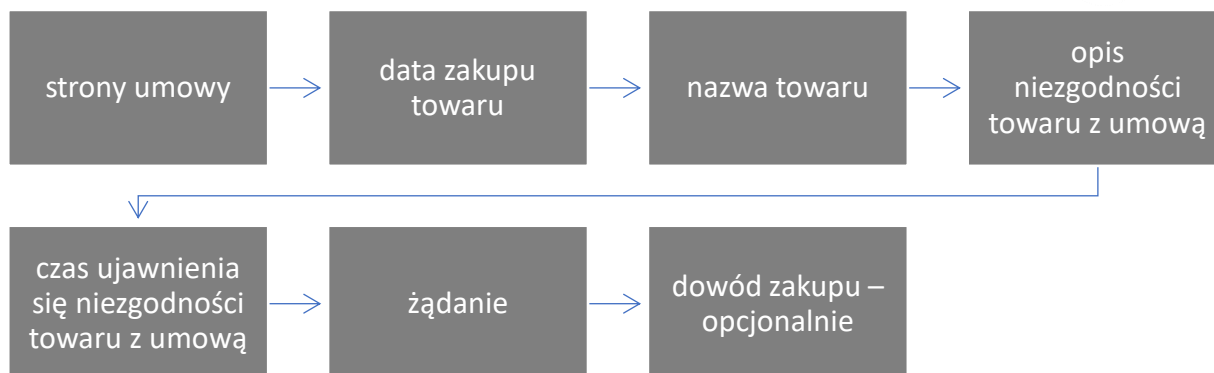 strony umowy
data zakupu
towaru
nazwa towaru
opis
niezgodności
towaru z umową
czas ujawnienia
się niezgodności
towaru z umową
żądanie
dowód zakupu –
opcjonalnie